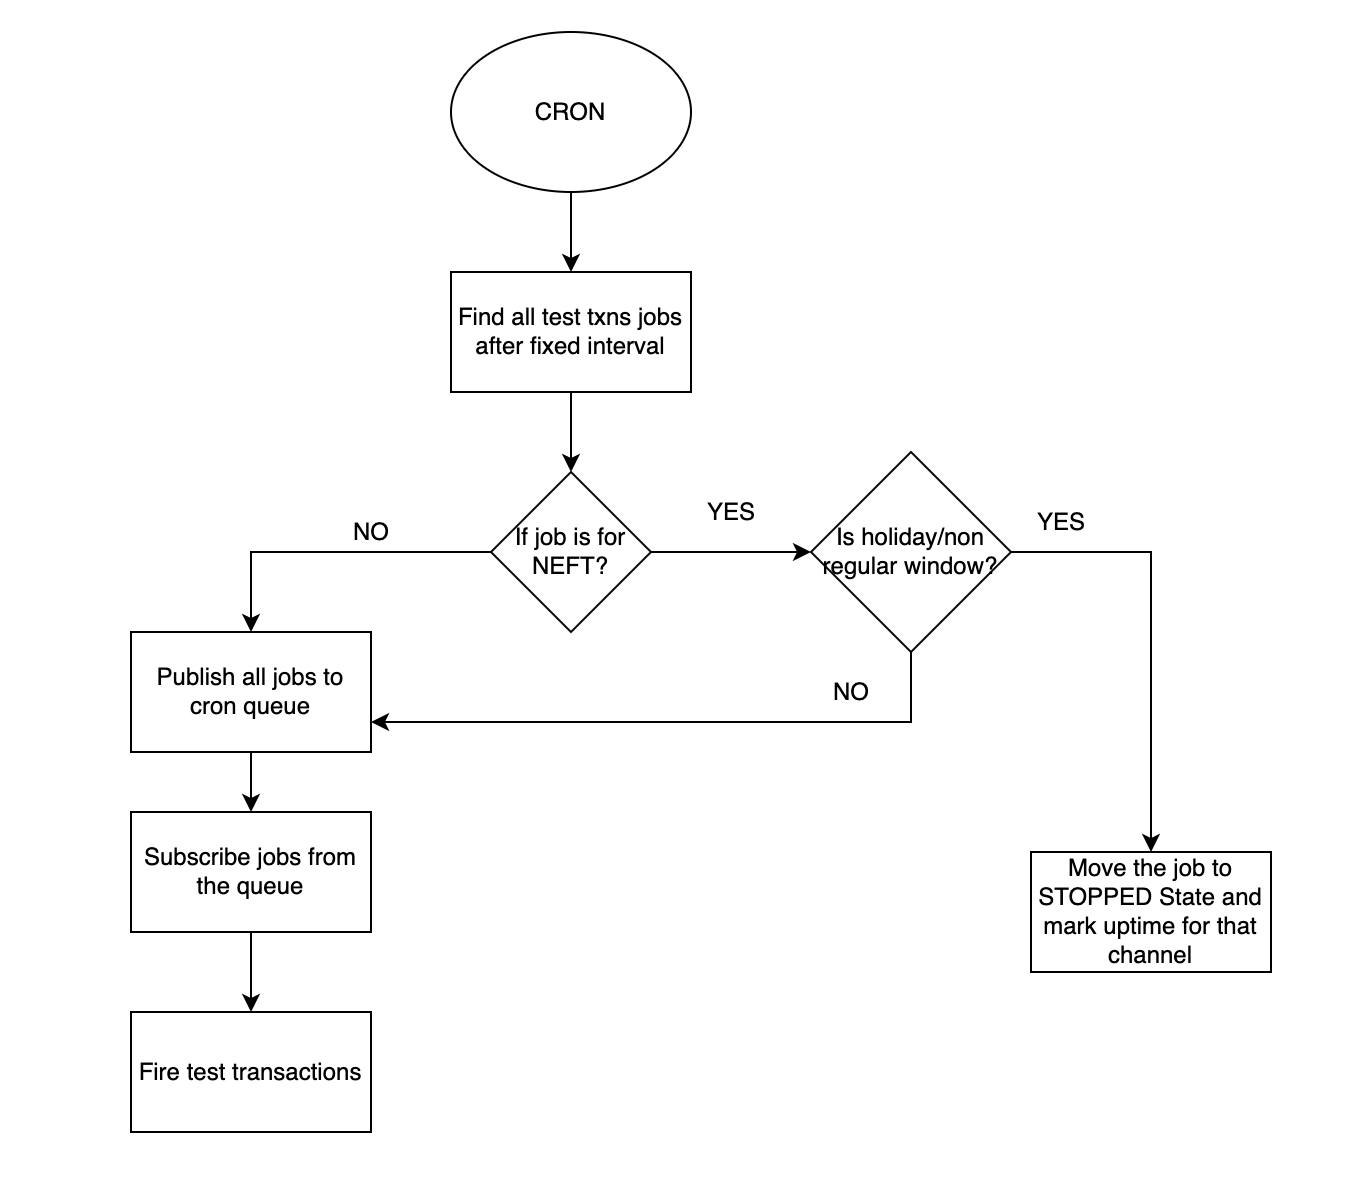 CRON
Find all test txns jobs
after fixed interval
If job is for
NEFT?
YES
Is holiday/non
regular window?
YES
NO
NO
Publish all jobs to
cron queue
Subscribe jobs from
the queue
Fire test transactions
Move the job to
STOPPED State and
mark uptime for that
channel